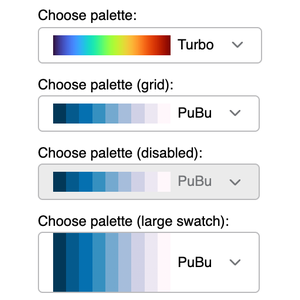 Choose palette:
Turbo
Choose palette (grid):
PuBu
Choose palette (disabled):
PuBu
Choose palette (large swatch):
PuBu